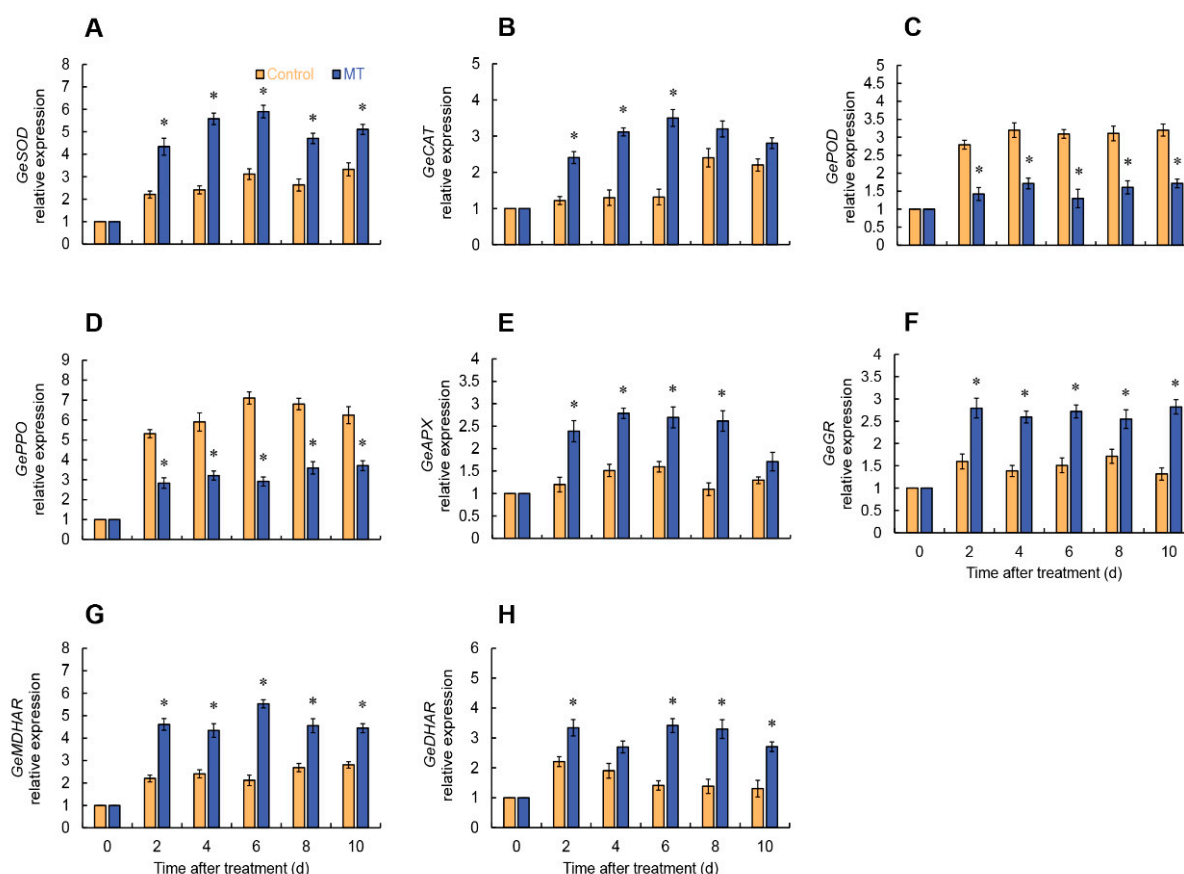 A
GeSOD
relative expression
8
7
6
5
4
3
2
1
0
Control MT
* * * * *
B
GeCAT
relative expression
5
4
3
2
1
0
* * *
C
GePOD
relative expression
5
4.5
3.5
3
2.5
2
1.5
1
0.5
0
* * * * *
D
GePPO
relative expression
9
7
6
5
4
3
2
1
0
* * * * *
E
GeAPX
relative expression
4
3.5
3
2.5
2
1.5
1
0.5
0
* * * *
F
GeGR
relative expression
4
3.5
3
2.5
2
1.5
1
0.5
0
* * * * *
0 2 4 6 8 10
Time after treatment (d)
G
GeMDHAR
relative expression
8
7
6
5
4
3
2
1
0
* * * * *
0 2 4 6 8 10
Time after treatment (d)
H
GeDHAR
relative expression
6
5
4
3
2
1
0
* * * *
0 2 4 6 8 10
Time after treatment (d)